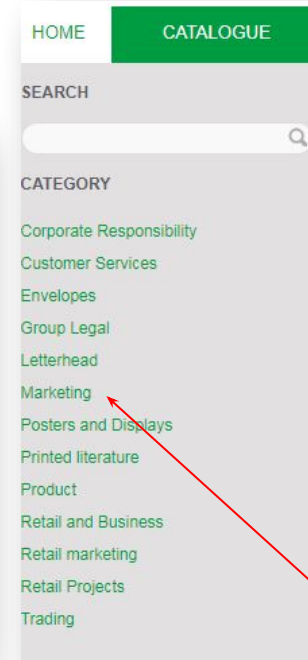 HOME CATALOGUE
SEARCH
CATEGORY
Corporate Responsibility
Customer Services
Envelopes
Group Legal
Letterhead
Marketing
Posters and Displays
Printed literature
Product
Retail and Business
Retail marketing
Retail Projects
Trading